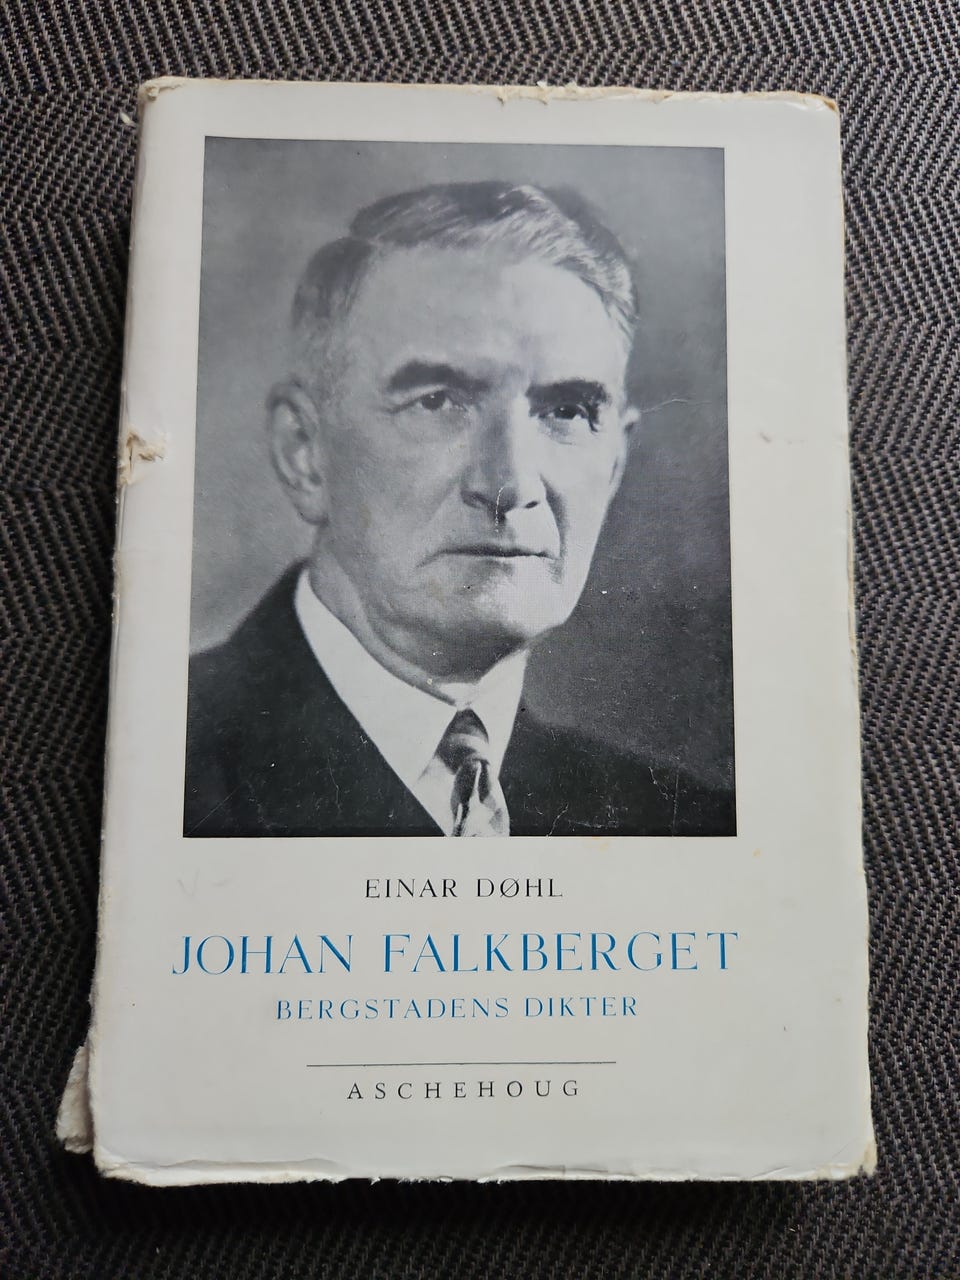 EINAR DØHL
JOHAN FALKBERGET
BERGSTADENS DIKTER
ASCHEHOUG